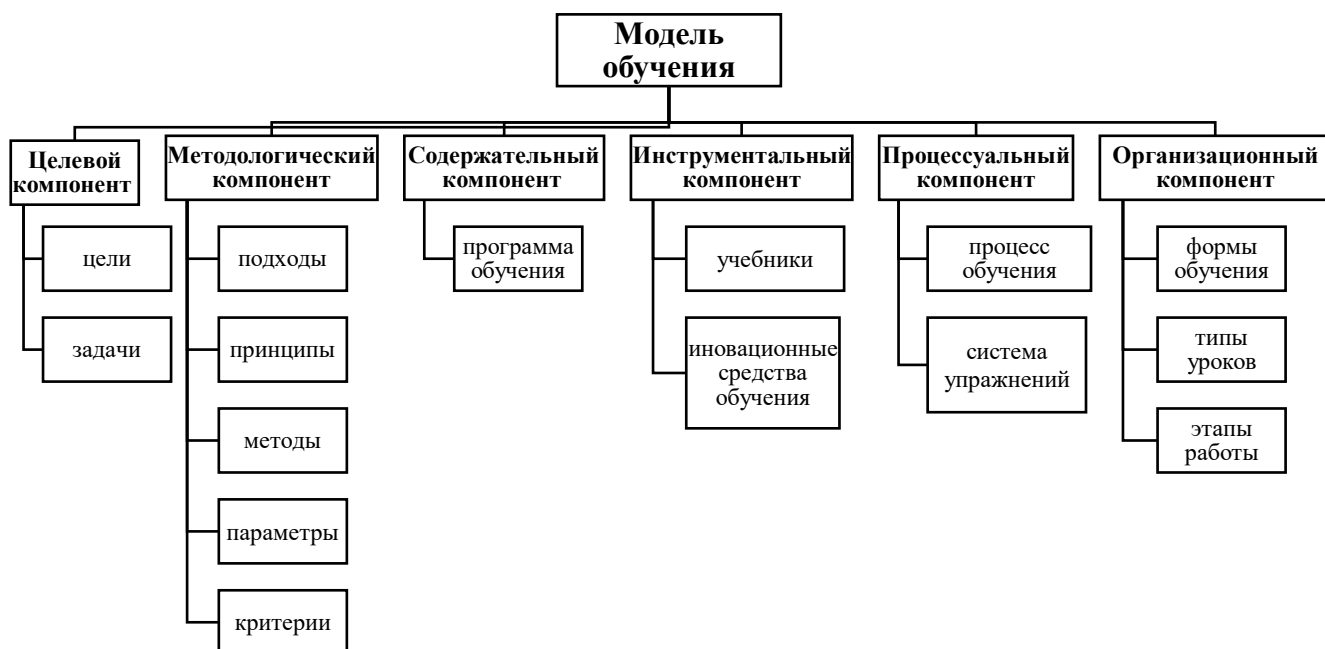 Модель
обучения
Целевой
компонент
цели
задачи
Методологический
компонент
подходы
принципы
методы
параметры
критерии
Содержательный
компонент
программа
обучения
Инструментальный
компонент
учебники
иновационные
средства
обучения
Процессуальный
компонент
процесс
обучения
система
упражнений
Организационный
компонент
формы
обучения
типы
уроков
этапы
работы